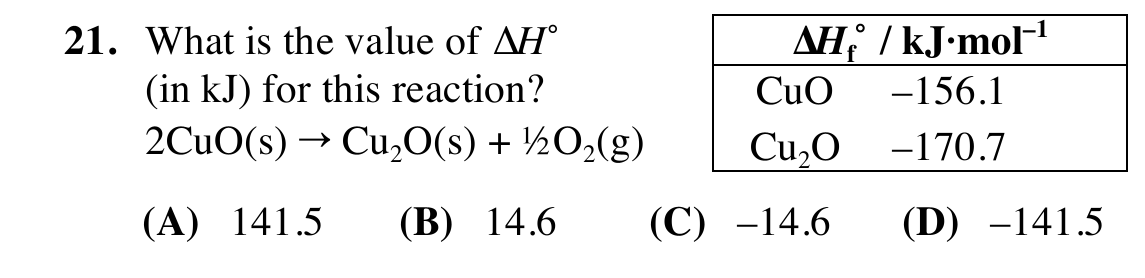 21. What is the value of ΔH°
(in kJ) for this reaction?
2CuO(s) → Cu₂O(s) + ½O₂(g)
ΔH°f / kJ·mol⁻¹
CuO –156.1
Cu₂O –170.7
(A) 141.5 (B) 14.6 (C) –14.6 (D) –141.5